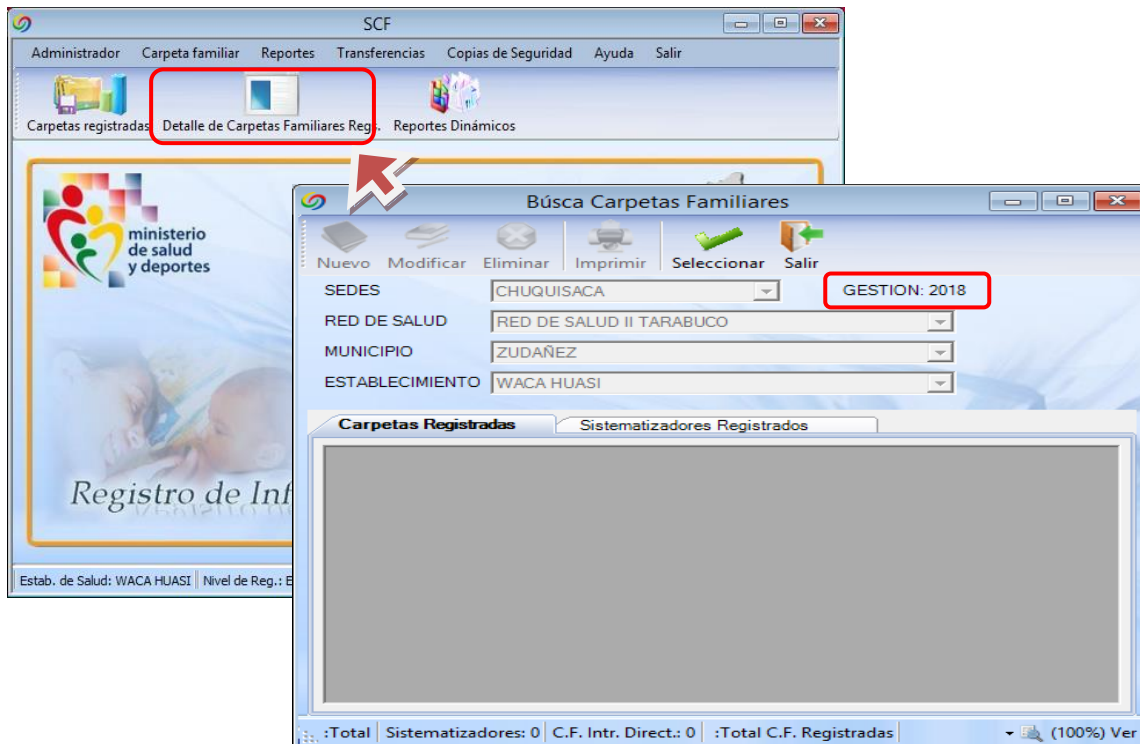 SCF
Administrador Carpeta familiar Reportes Transferencias Copias de Seguridad Ayuda Salir
Carpetas registradas Detalle de Carpetas Familiares Regs. Reportes Dinámicos
ministerio
de salud
y deportes
Registro de Inf
Estab. de Salud: WACA HUASI Nivel de Reg.: E
Búsca Carpetas Familiares
Nuevo Modificar Eliminar Imprimir Seleccionar Salir
SEDES CHUQUISACA GESTION: 2018
RED DE SALUD RED DE SALUD II TARABUCO
MUNICIPIO ZUDAÑEZ
ESTABLECIMIENTO WACA HUASI
Carpetas Registradas Sistematizadores Registrados
:Total Sistematizadores: 0 C.F. Intr. Direct.: 0 :Total C.F. Registradas (100%) Ver